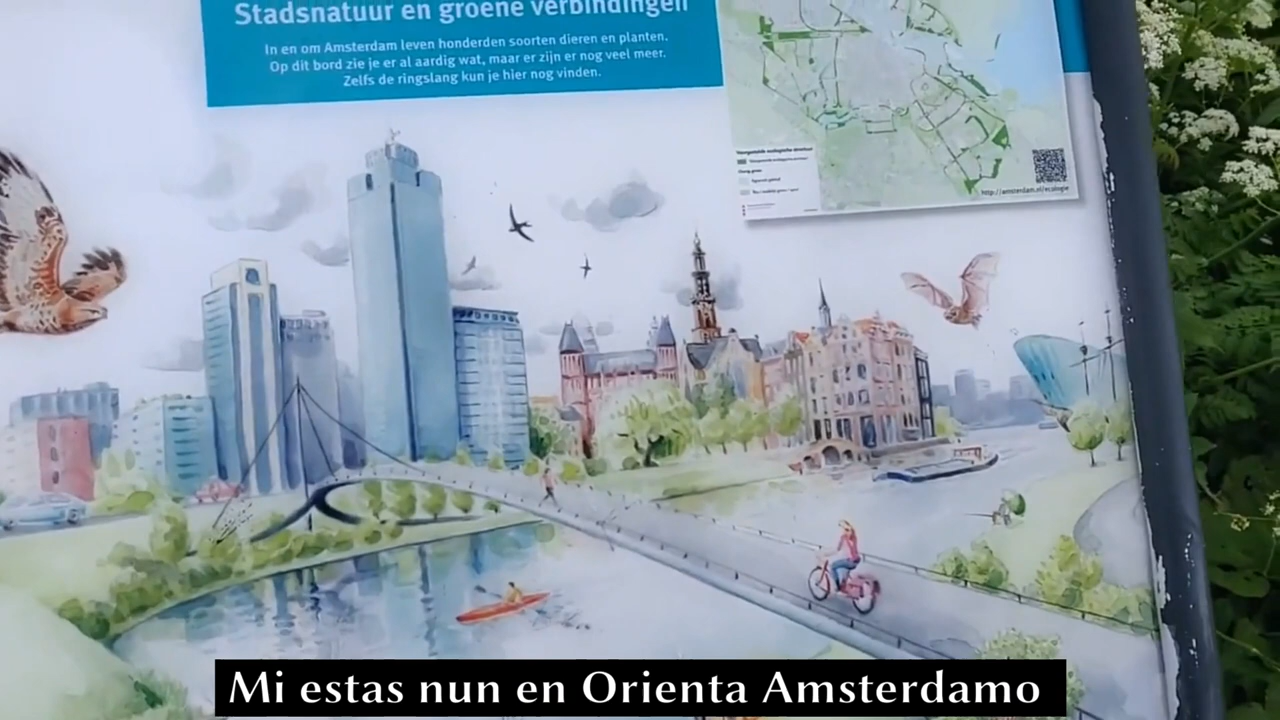 Stadsnatuur en groene verbindingen
In en om Amsterdam leven honderden soorten dieren en planten.
Op dit bord zie je er al aardig wat, maar er zijn er nog veel meer.
Zelfs de ringslang kun je hier nog vinden.
http://amsterdam.nl/ecologie
Mi estas nun en Orienta Amsterdamo